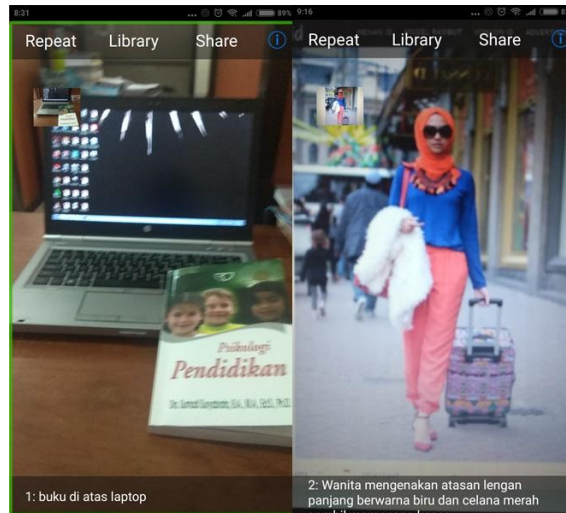 8:31
89%
Repeat Library Share
Psikologi
Pendidikan
1: buku di atas laptop
9:16
Repeat Library Share
2: Wanita mengenakan atasan lengan
panjang berwarna biru dan celana merah